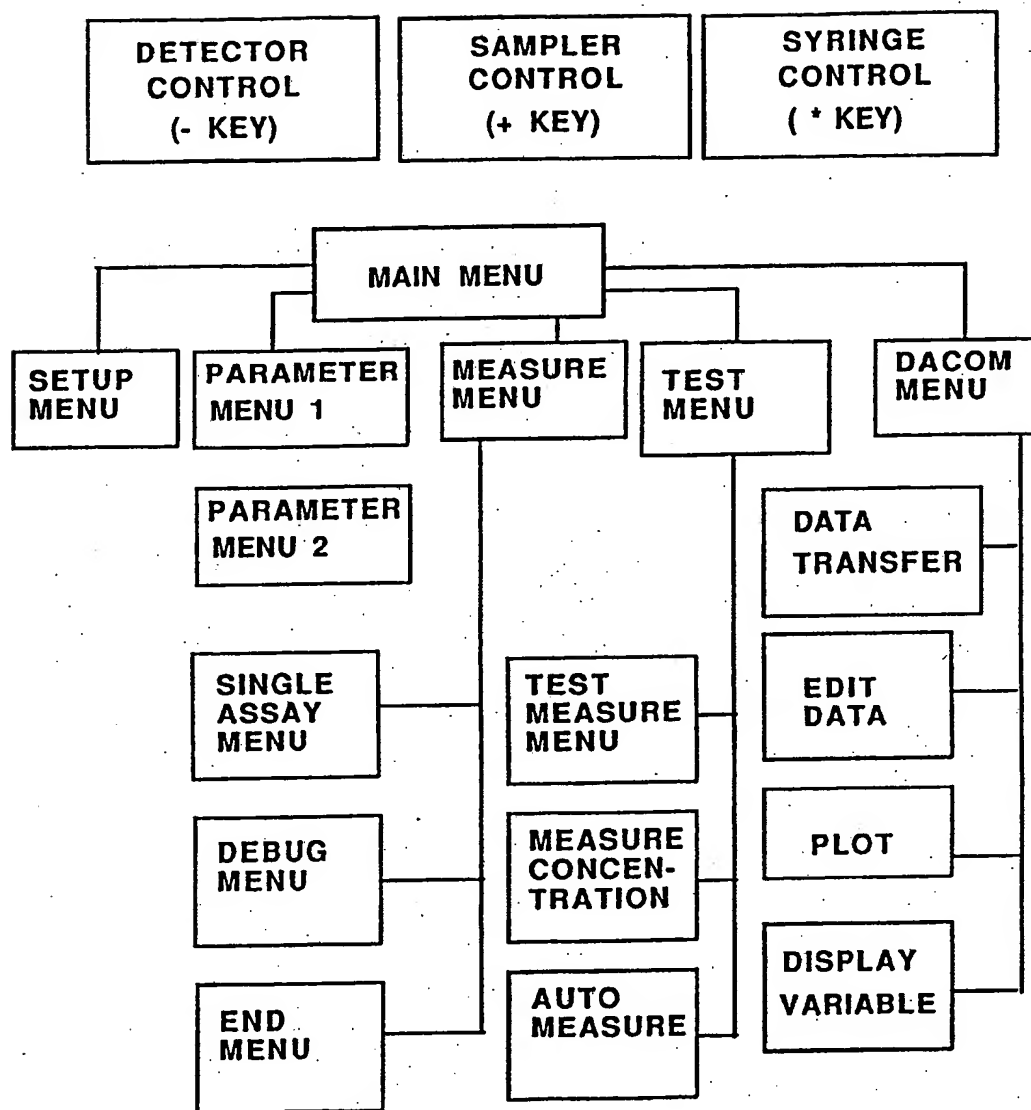 DETECTOR
CONTROL
(- KEY)
SAMPLER
CONTROL
(+ KEY)
SYRINGE
CONTROL
( * KEY)
MAIN MENU
SETUP
MENU
PARAMETER
MENU 1
MEASURE
MENU
TEST
MENU
DACOM
MENU
PARAMETER
MENU 2
DATA
TRANSFER
SINGLE
ASSAY
MENU
TEST
MEASURE
MENU
EDIT
DATA
DEBUG
MENU
MEASURE
CONCEN-
TRATION
PLOT
END
MENU
AUTO
MEASURE
DISPLAY
VARIABLE